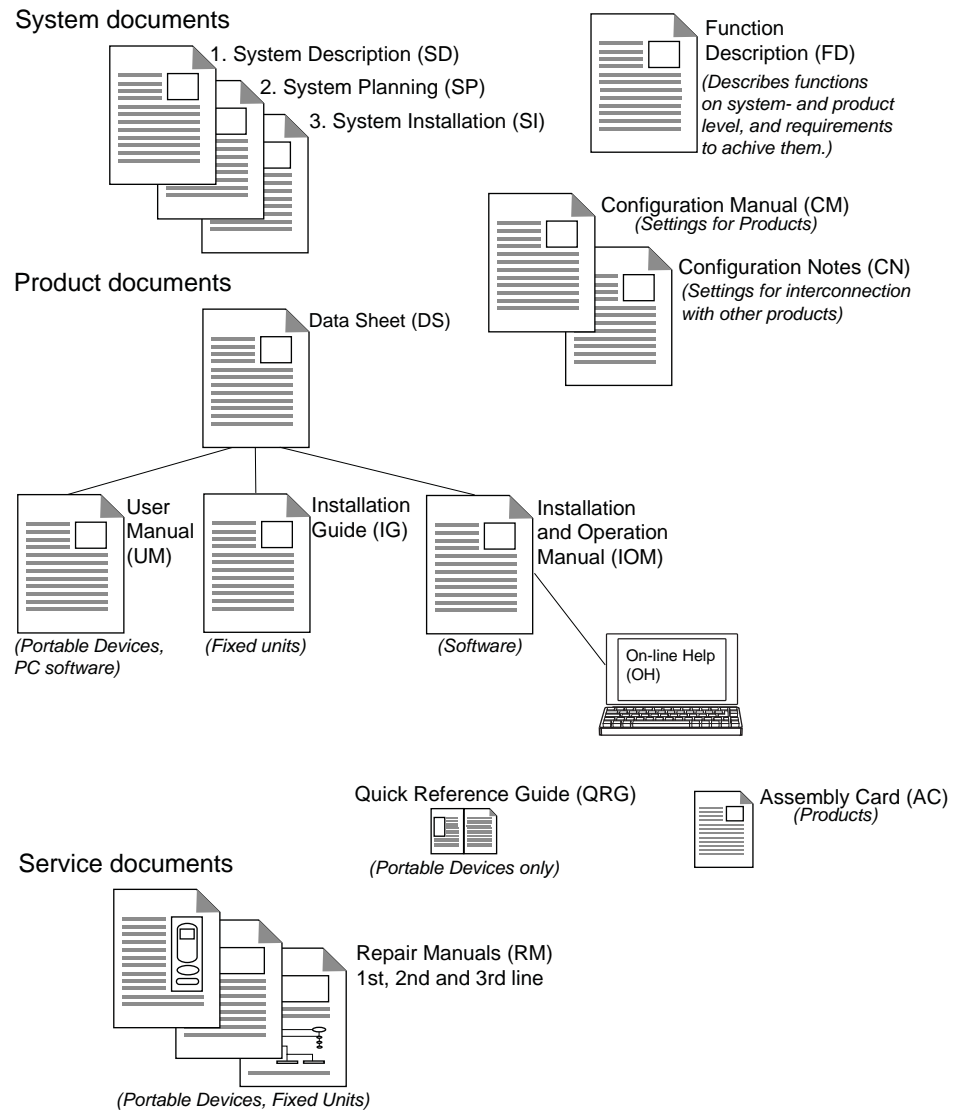 System documents
1. System Description (SD)
2. System Planning (SP)
3. System Installation (SI)
Function
Description (FD)
(Describes functions
on system- and product
level, and requirements
to achive them.)
Configuration Manual (CM)
(Settings for Products)
Configuration Notes (CN)
(Settings for interconnection
with other products)
Product documents
Data Sheet (DS)
User
Manual
(UM)
(Portable Devices,
PC software)
Installation
Guide (IG)
(Fixed units)
Installation
and Operation
Manual (IOM)
(Software)
On-line Help
(OH)
Quick Reference Guide (QRG)
(Portable Devices only)
Assembly Card (AC)
(Products)
Service documents
Repair Manuals (RM)
1st, 2nd and 3rd line
(Portable Devices, Fixed Units)